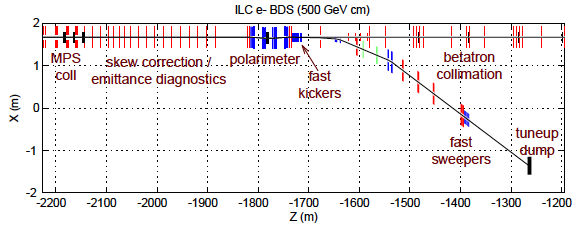 ILC e- BDS (500 GeV cm)
2
1
0
-1
-2
X (m)
MPS
coll
skew correction /
emittance diagnostics
polarimeter
fast
kickers
betatron
collimation
fast
sweepers
tuneup
dump
-2200 -2100 -2000 -1900 -1800 -1700 -1600 -1500 -1400 -1300 -1200
Z (m)